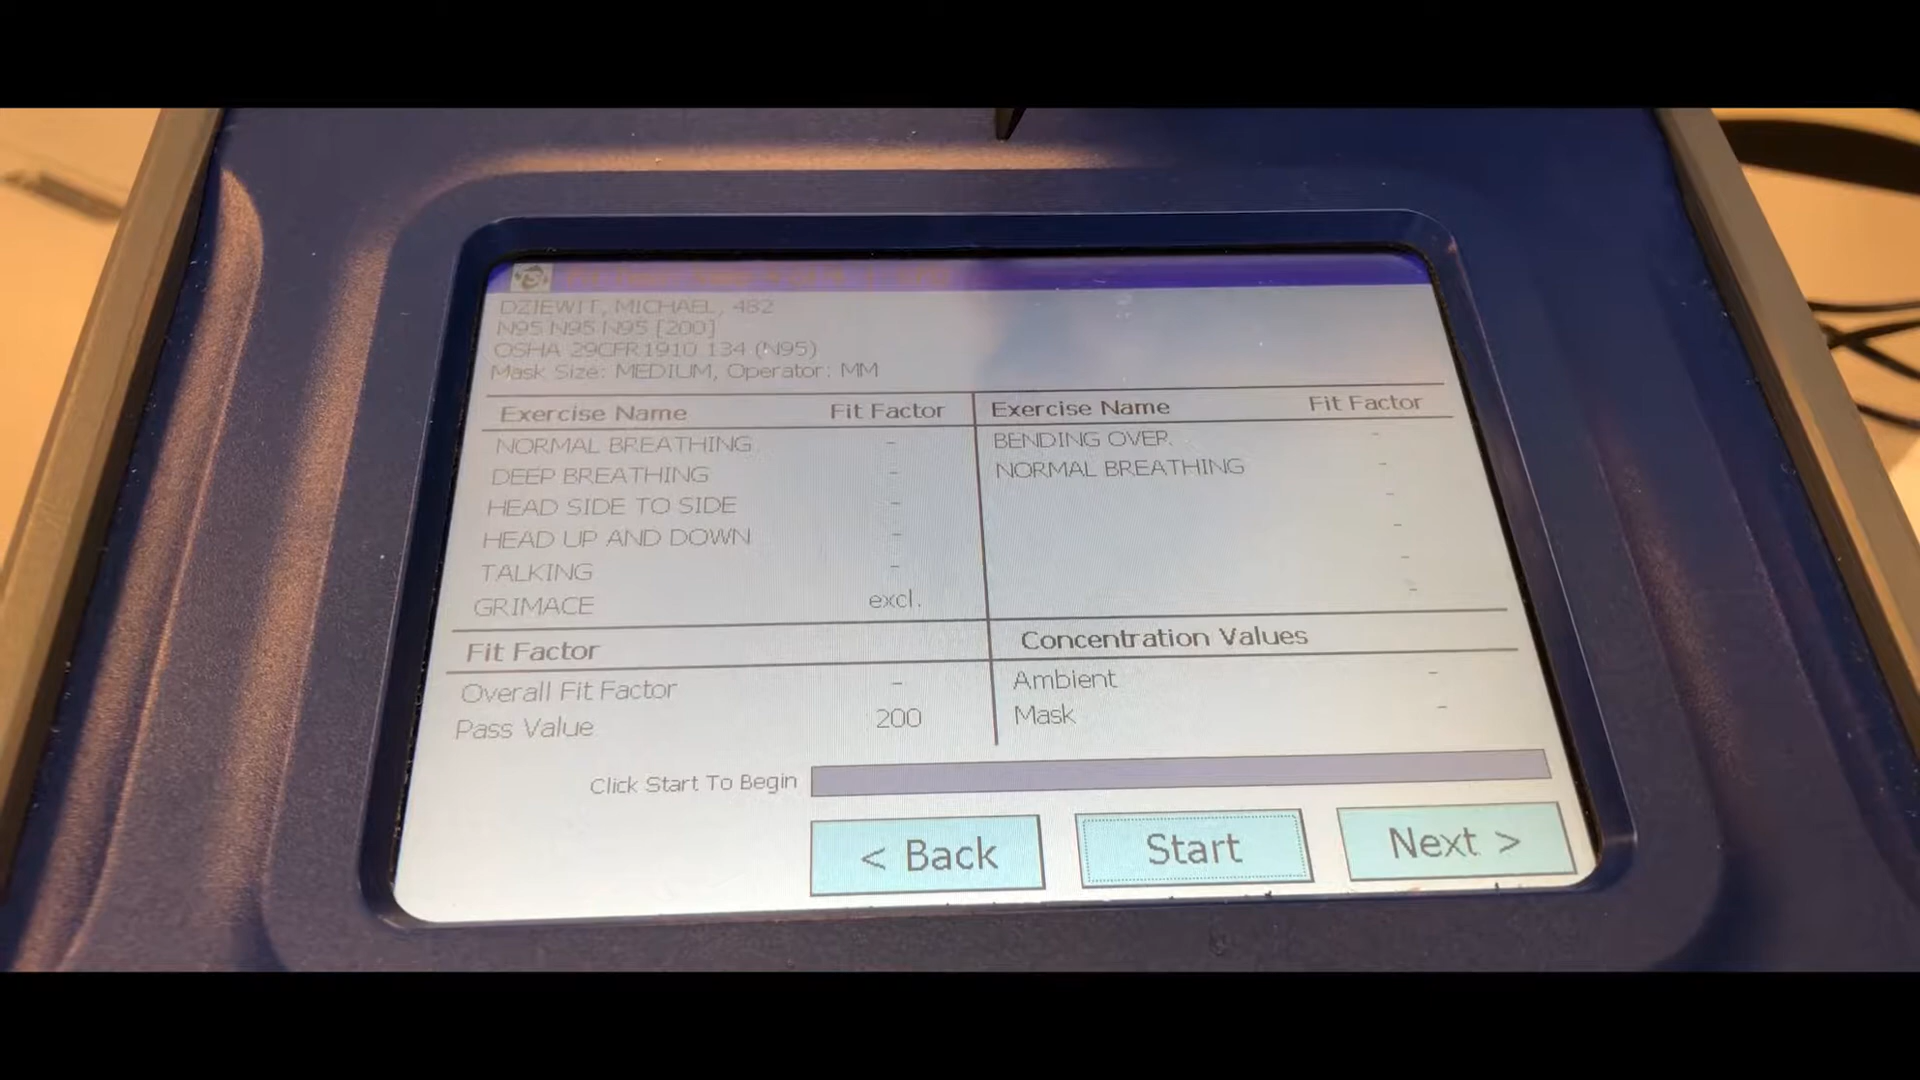 DZIEWIT, MICHAEL, 482
N95 N95 N95 [200]
OSHA 29CFR1910 134 (N95)
Mask Size: MEDIUM, Operator: MM
Exercise Name Fit Factor
NORMAL BREATHING -
DEEP BREATHING -
HEAD SIDE TO SIDE -
HEAD UP AND DOWN -
TALKING -
GRIMACE excl.
Exercise Name Fit Factor
BENDING OVER. -
NORMAL BREATHING -
-
-
-
-
Fit Factor
Overall Fit Factor -
Pass Value 200
Concentration Values
Ambient -
Mask -
Click Start To Begin
< Back
Start
Next >